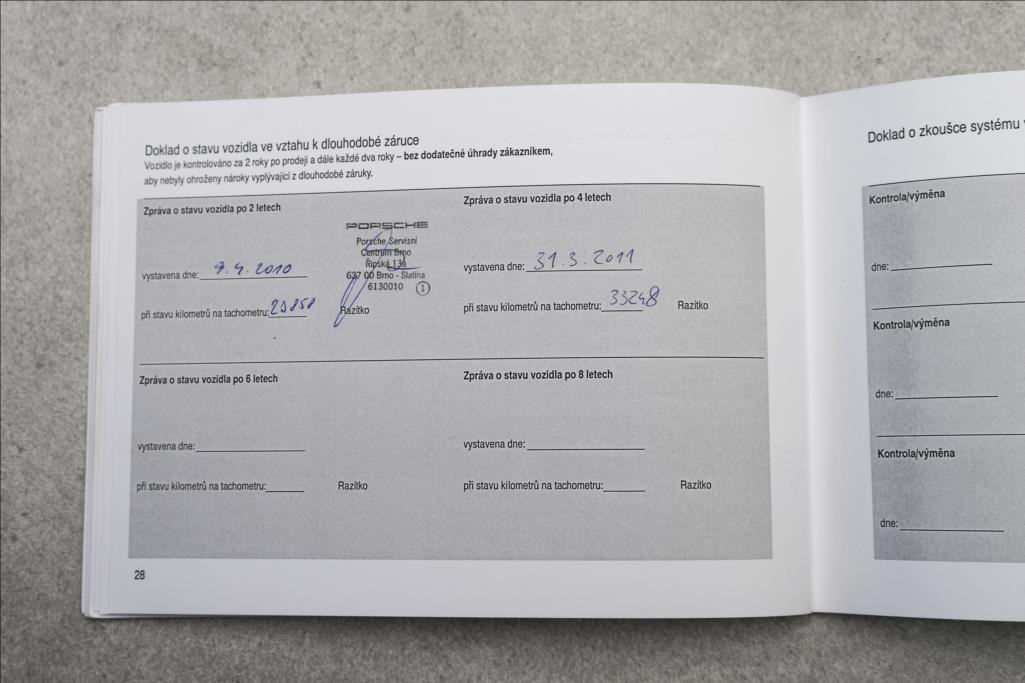 Doklad o stavu vozidla ve vztahu k dlouhodobé záruce
Vozidlo je kontrolováno za 2 roky po prodeji a dále každé dva roky – bez dodatečné úhrady zákazníkem,
aby nebyly ohroženy nároky vyplývající z dlouhodobé záruky.
Zpráva o stavu vozidla po 2 letech
PORSCHE
Porsche Servisní
Centrum Brno
Řipská 13a
627 00 Brno - Slatina
6130010 1
vystavena dne: 9.4.2010
při stavu kilometrů na tachometru: 25858
Razítko
Zpráva o stavu vozidla po 4 letech
vystavena dne: 31.3.2011
při stavu kilometrů na tachometru: 33248
Razítko
Zpráva o stavu vozidla po 6 letech
vystavena dne:
při stavu kilometrů na tachometru:
Razítko
Zpráva o stavu vozidla po 8 letech
vystavena dne:
při stavu kilometrů na tachometru:
Razítko
28
Doklad o zkoušce systému
Kontrola/výměna
dne:
Kontrola/výměna
dne:
Kontrola/výměna
dne: